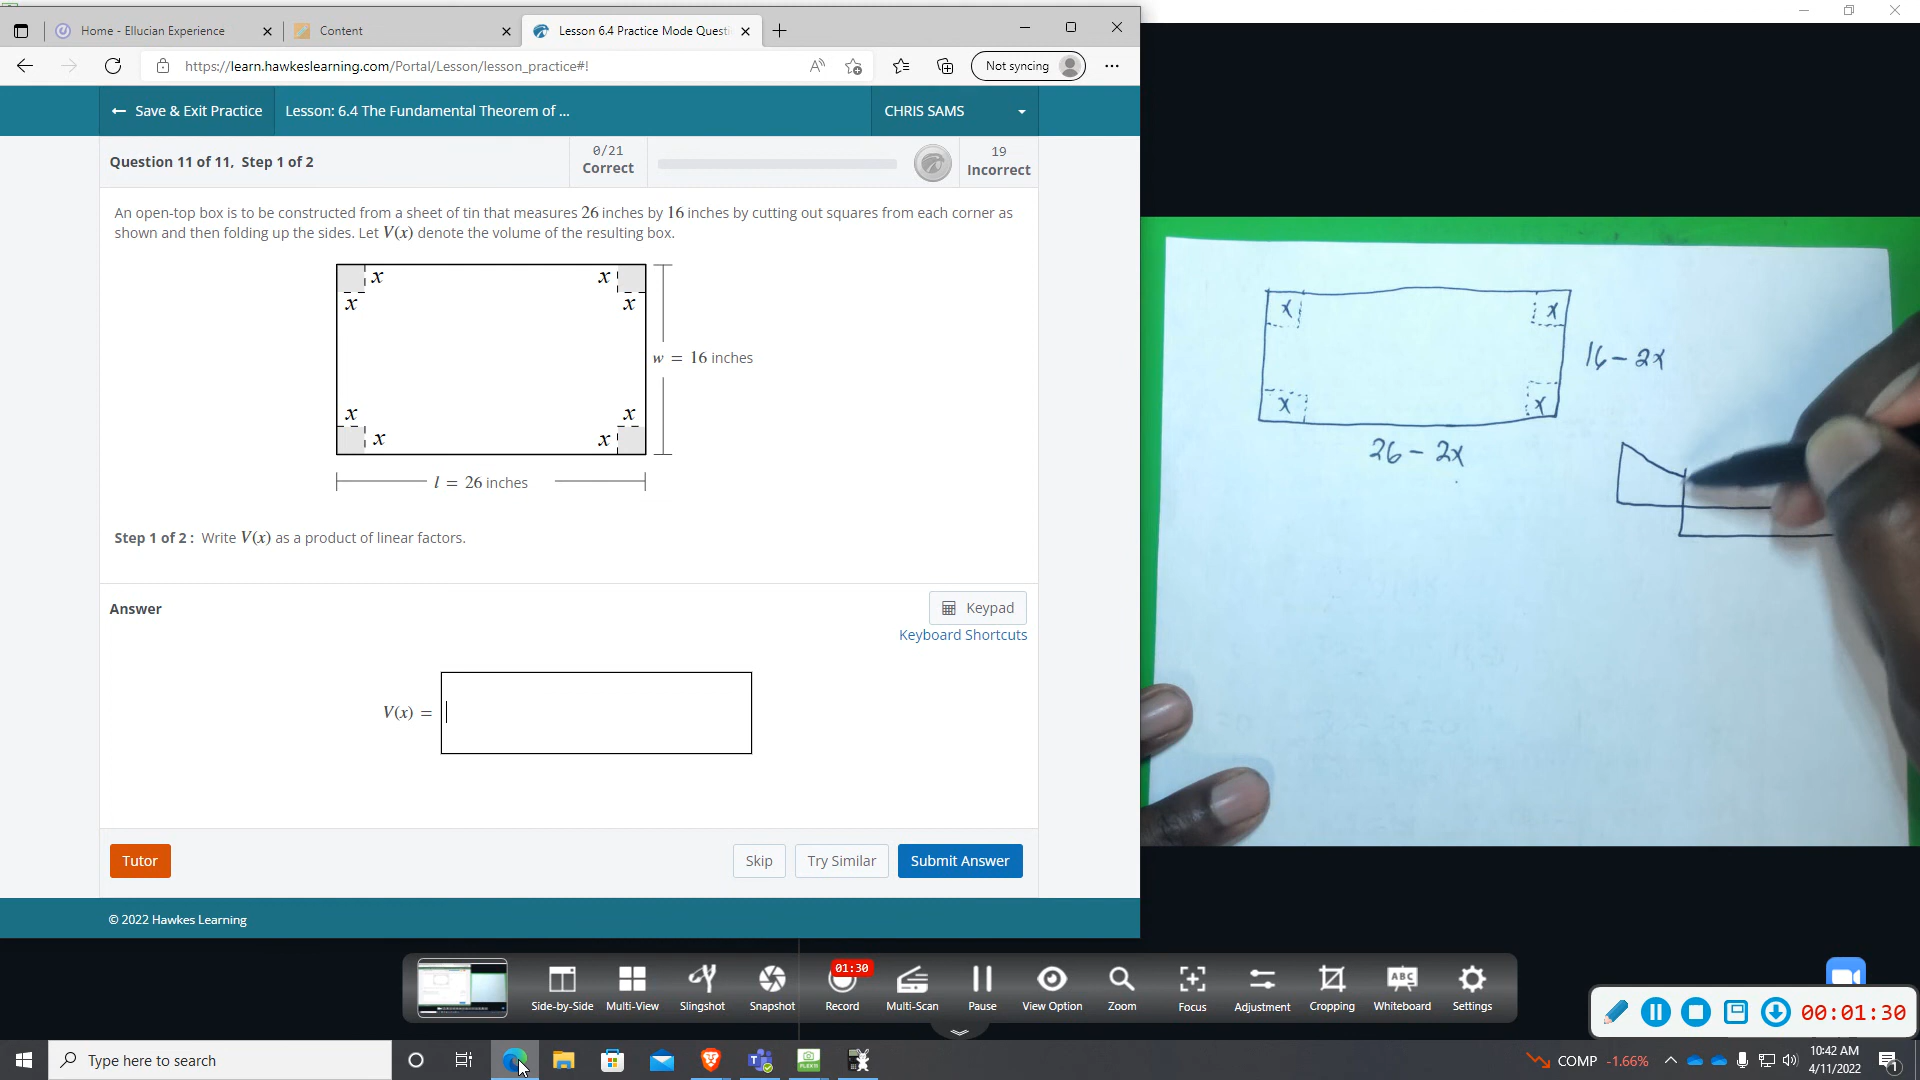 Home - Ellucian Experience
Content
Lesson 6.4 Practice Mode Questi
https://learn.hawkeslearning.com/Portal/Lesson/lesson_practice#!
Not syncing
← Save & Exit Practice
Lesson: 6.4 The Fundamental Theorem of ...
CHRIS SAMS
Question 11 of 11, Step 1 of 2
0/21
Correct
19
Incorrect
An open-top box is to be constructed from a sheet of tin that measures 26 inches by 16 inches by cutting out squares from each corner as
shown and then folding up the sides. Let V(x) denote the volume of the resulting box.
x x
x x
w = 16 inches
x x
x x
l = 26 inches
Step 1 of 2 : Write V(x) as a product of linear factors.
Answer
Keypad
Keyboard Shortcuts
V(x) =
Tutor
Skip
Try Similar
Submit Answer
© 2022 Hawkes Learning
x x
16 - 2x
x x
26 - 2x
01:30
Side-by-Side
Multi-View
Slingshot
Snapshot
Record
Multi-Scan
Pause
View Option
Zoom
Focus
Adjustment
Cropping
ABC
Whiteboard
Settings
00:01:30
Type here to search
COMP -1.66%
10:42 AM
4/11/2022
1